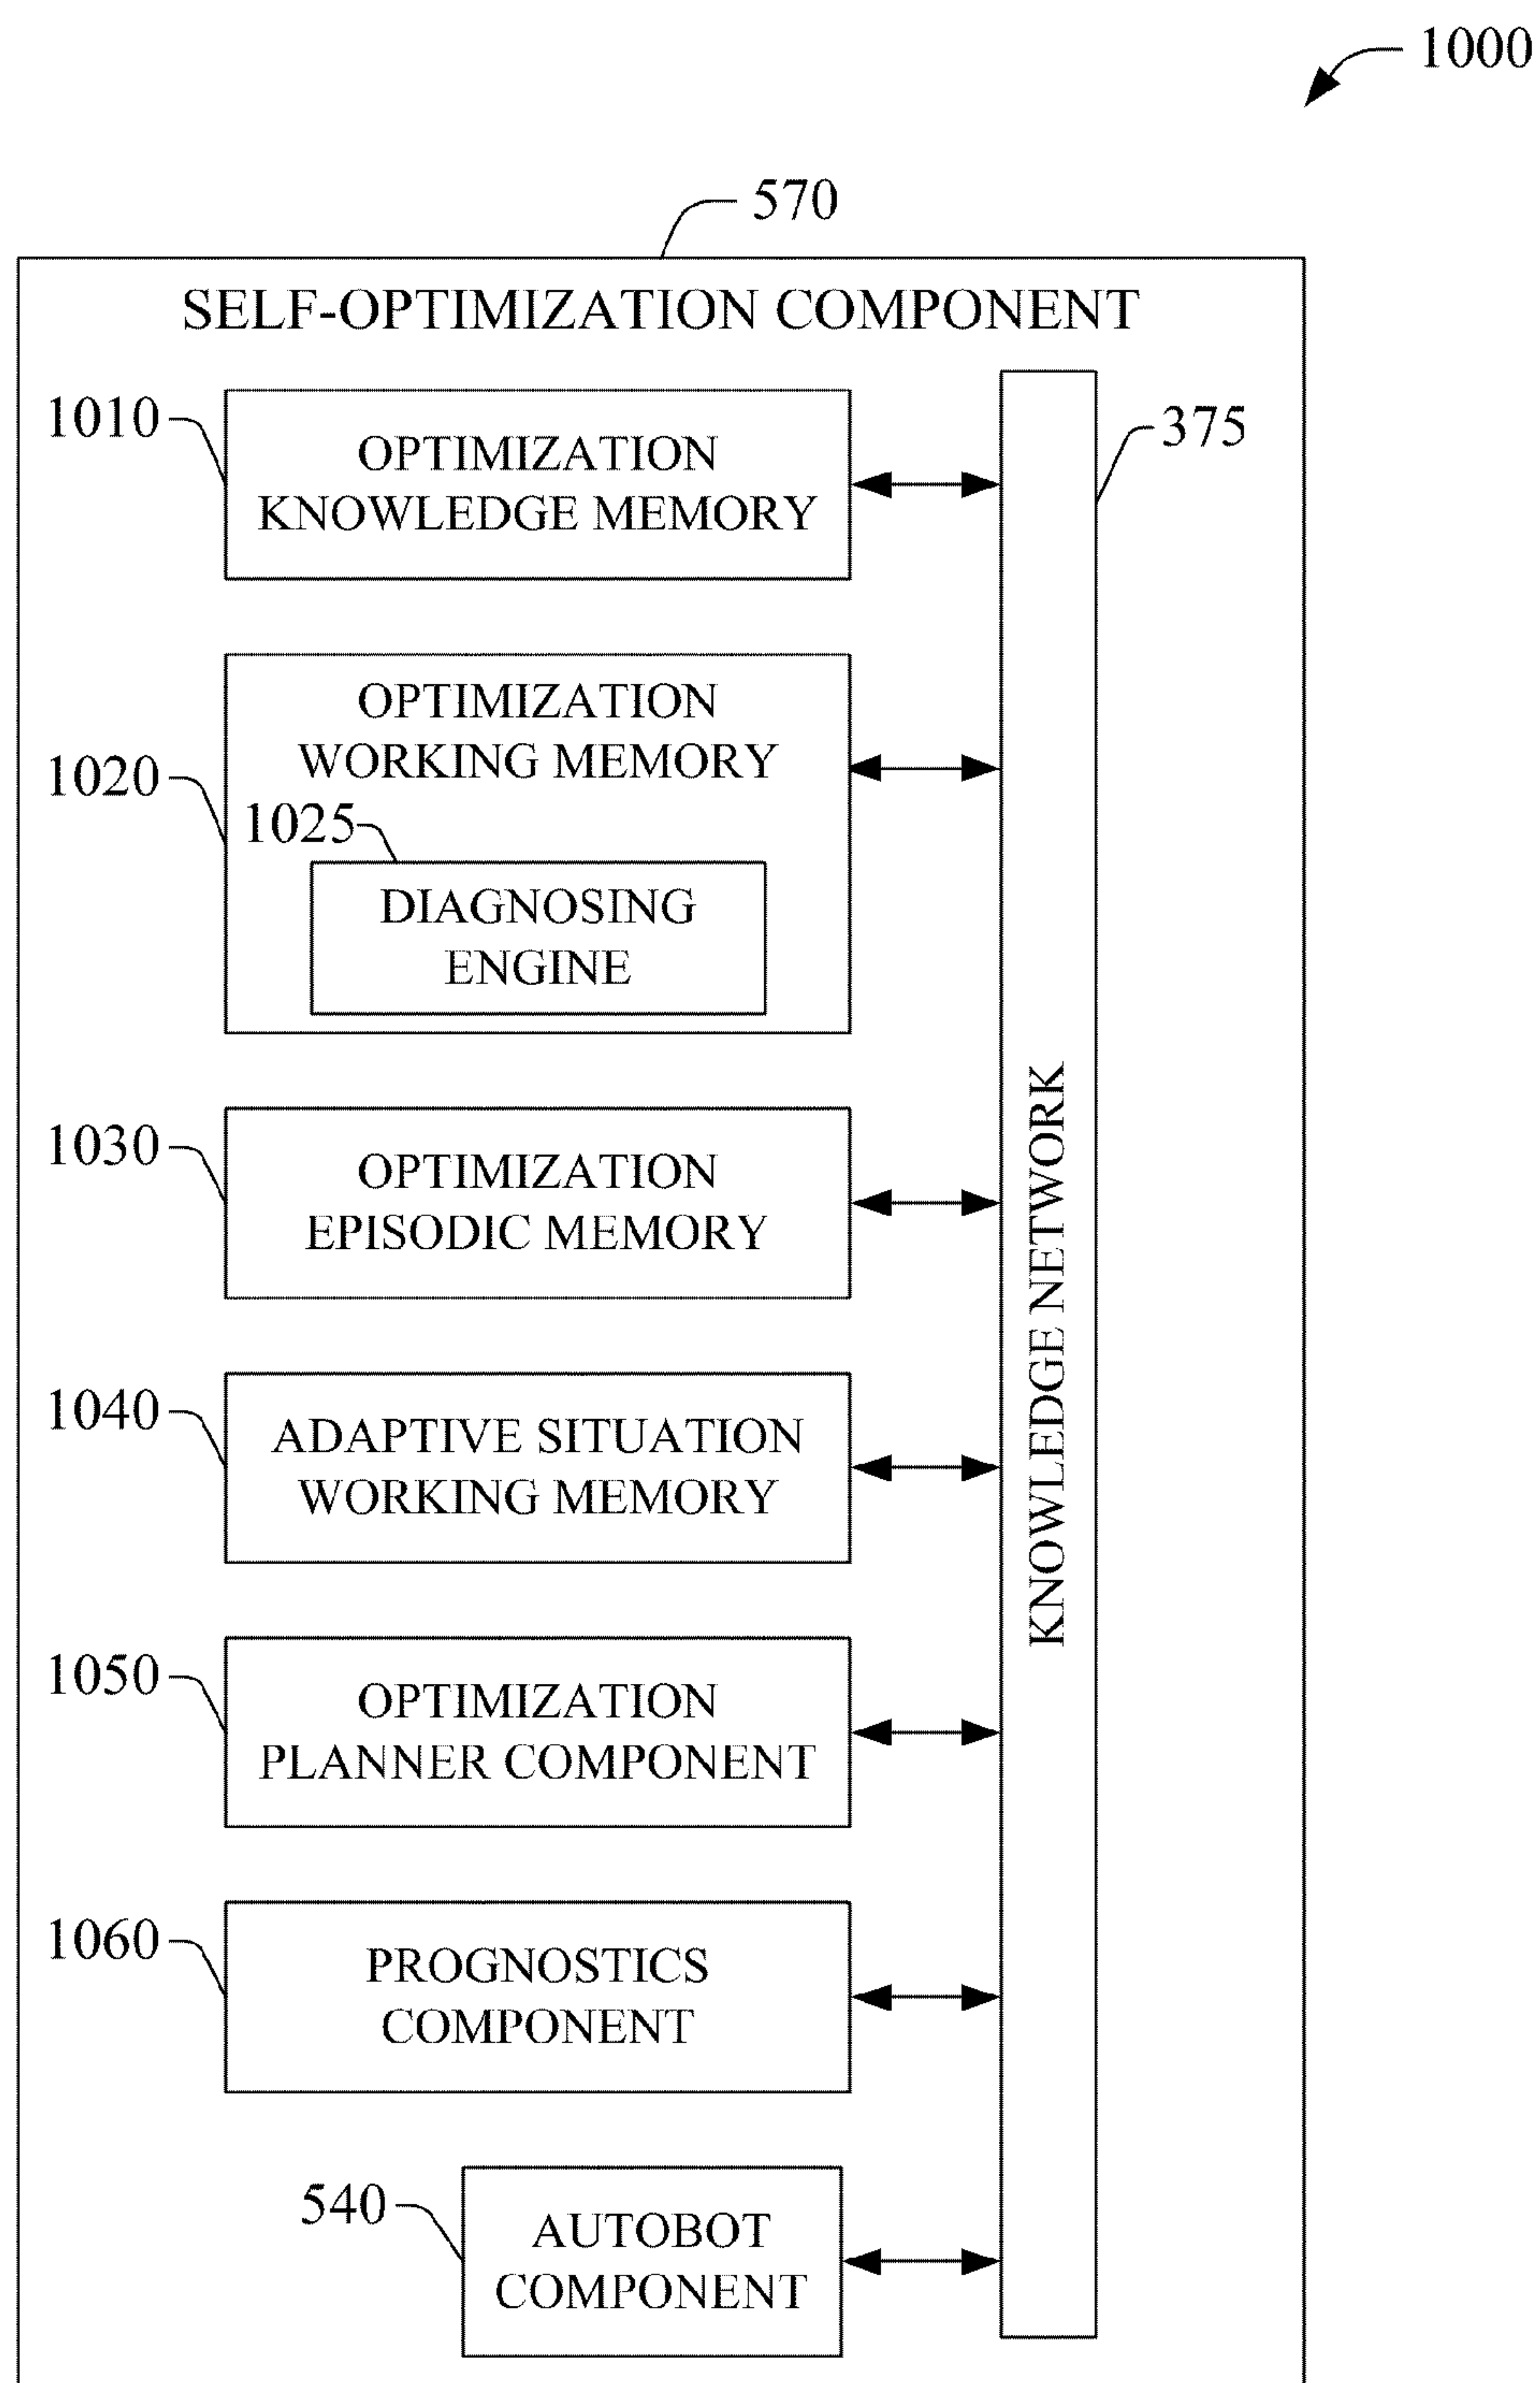 1000
570
SELF-OPTIMIZATION COMPONENT
1010
OPTIMIZATION
KNOWLEDGE MEMORY
375
1020
OPTIMIZATION
WORKING MEMORY
1025
DIAGNOSING
ENGINE
1030
OPTIMIZATION
EPISODIC MEMORY
1040
ADAPTIVE SITUATION
WORKING MEMORY
1050
OPTIMIZATION
PLANNER COMPONENT
1060
PROGNOSTICS
COMPONENT
540
AUTOBOT
COMPONENT
KNOWLEDGE NETWORK